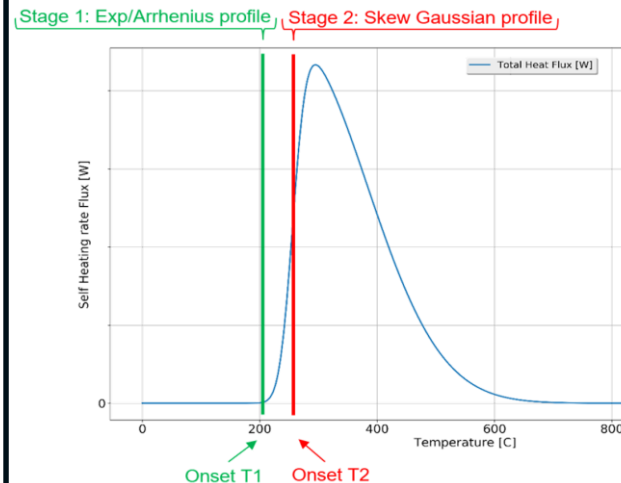 Stage 1: Exp/Arrhenius profile
Stage 2: Skew Gaussian profile
Total Heat Flux [W]
Self Heating rate Flux [W]
0
0
200
400
600
800
Temperature [C]
Onset T1
Onset T2